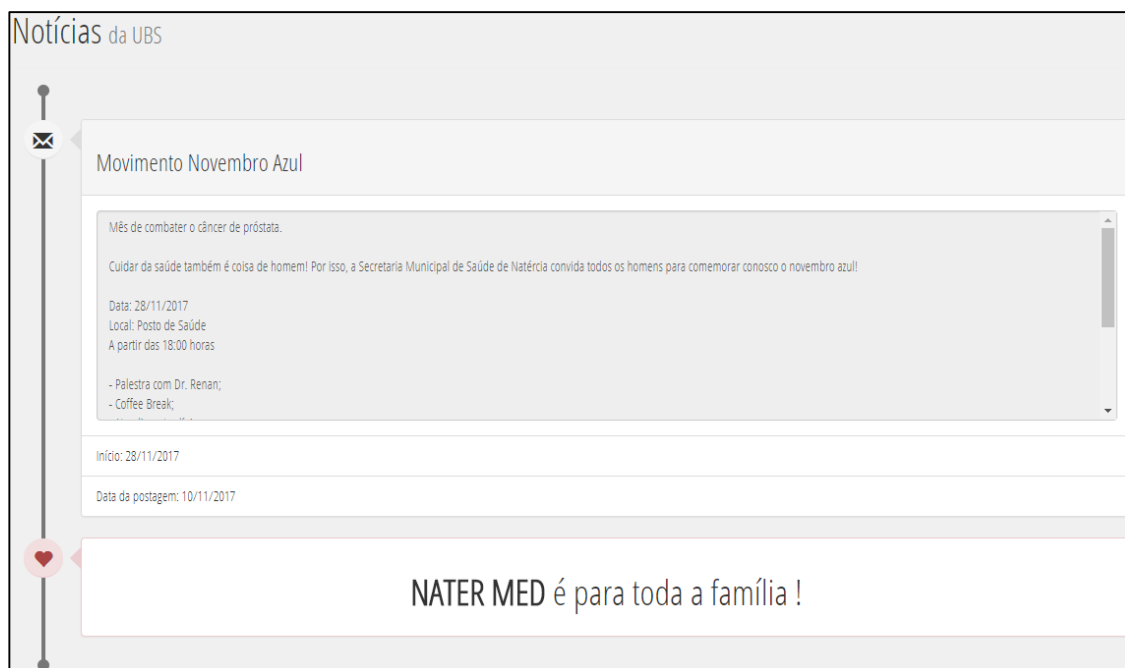 Notícias da UBS
Movimento Novembro Azul
Mês de combater o câncer de próstata.
Cuidar da saúde também é coisa de homem! Por isso, a Secretaria Municipal de Saúde de Natércia convida todos os homens para comemorar conosco o novembro azul!
Data: 28/11/2017
Local: Posto de Saúde
A partir das 18:00 horas
- Palestra com Dr. Renan;
- Coffee Break;
Início: 28/11/2017
Data da postagem: 10/11/2017
NATER MED é para toda a família !